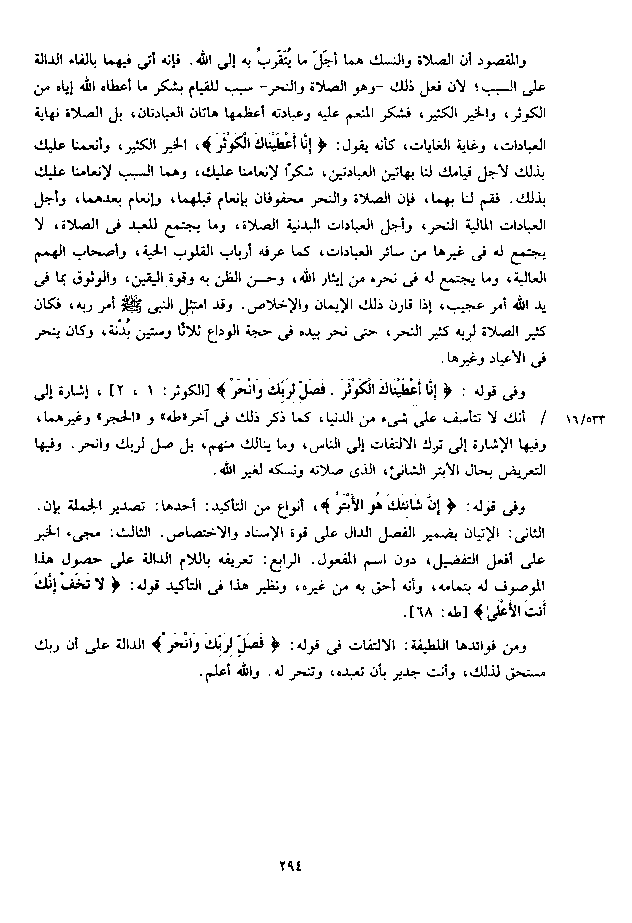 والمقصود أن الصلاة والنسك هما أجَلّ ما يُتَقَربُ به إلى الله. فإنه أتى فيهما بالفاء الدالة
على السبب؛ لأن فعل ذلك -وهو الصلاة والنحر- سبب للقيام بشكر ما أعطاه الله إياه من
الكوثر، والخير الكثير، فشكر المنعم عليه وعبادته أعظمها هاتان العبادتان، بل الصلاة نهاية
العبادات، وغاية الغايات، كأنه يقول: ﴿ إِنَّا أَعْطَيْنَاكَ الْكَوْثَرَ ﴾، الخير الكثير، وأنعمنا عليك
بذلك لأجل قيامك لنا بهاتين العبادتين، شكرًا لإنعامنا عليك، وهما السبب لإنعامنا عليك
بذلك. فقم لنا بهما، فإن الصلاة والنحر محفوفان بإنعام قبلهما، وإنعام بعدهما، وأجل
العبادات المالية النحر، وأجل العبادات البدنية الصلاة، وما يجتمع للعبد فى الصلاة، لا
يجتمع له فى غيرها من سائر العبادات، كما عرفه أرباب القلوب الحية، وأصحاب الهمم
العالية، وما يجتمع له فى نحره من إيثار الله، وحسن الظن به وقوة اليقين، والوثوق بما فى
يد الله أمر عجيب، إذا قارن ذلك الإيمان والإخلاص. وقد امتثل النبى ﷺ أمر ربه، فكان
كثير الصلاة لربه كثير النحر، حتى نحر بيده فى حجة الوداع ثلاثًا وستين بُدْنَة، وكان ينحر
فى الأعياد وغيرها.
وفى قوله : ﴿ إِنَّا أَعْطَيْنَاكَ الْكَوْثَرَ . فَصَلِّ لِرَبِّكَ وَانْحَرْ ﴾ [الكوثر: ١ ، ٢] ، إشارة إلى
١٦/٥٣٣ / أنك لا تتأسف على شىء من الدنيا، كما ذكر ذلك فى آخر «طه» و «الحجر» وغيرهما،
وفيها الإشارة إلى ترك الالتفات إلى الناس، وما ينالك منهم، بل صل لربك وانحر. وفيها
التعريض بحال الأبتر الشانئ، الذى صلاته ونسكه لغير الله.
وفى قوله: ﴿ إِنَّ شَانِئَكَ هُوَ الأَبْتَرُ ﴾، أنواع من التأكيد: أحدها: تصدير الجملة بإن.
الثانى: الإتيان بضمير الفصل الدال على قوة الإسناد والاختصاص. الثالث: مجىء الخبر
على أفعل التفضيل، دون اسم المفعول. الرابع: تعريفه باللام الدالة على حصول هذا
الموصوف له بتمامه، وأنه أحق به من غيره، ونظير هذا فى التأكيد قوله: ﴿ لا تَخَفْ إِنَّكَ
أَنتَ الأَعْلَىٰ ﴾ [طه: ٦٨].
ومن فوائدها اللطيفة: الالتفات فى قوله: ﴿ فَصَلِّ لِرَبِّكَ وَانْحَرْ ﴾ الدالة على أن ربك
مستحق لذلك، وأنت جدير بأن تعبده، وتنحر له. والله أعلم.
٢٩٤